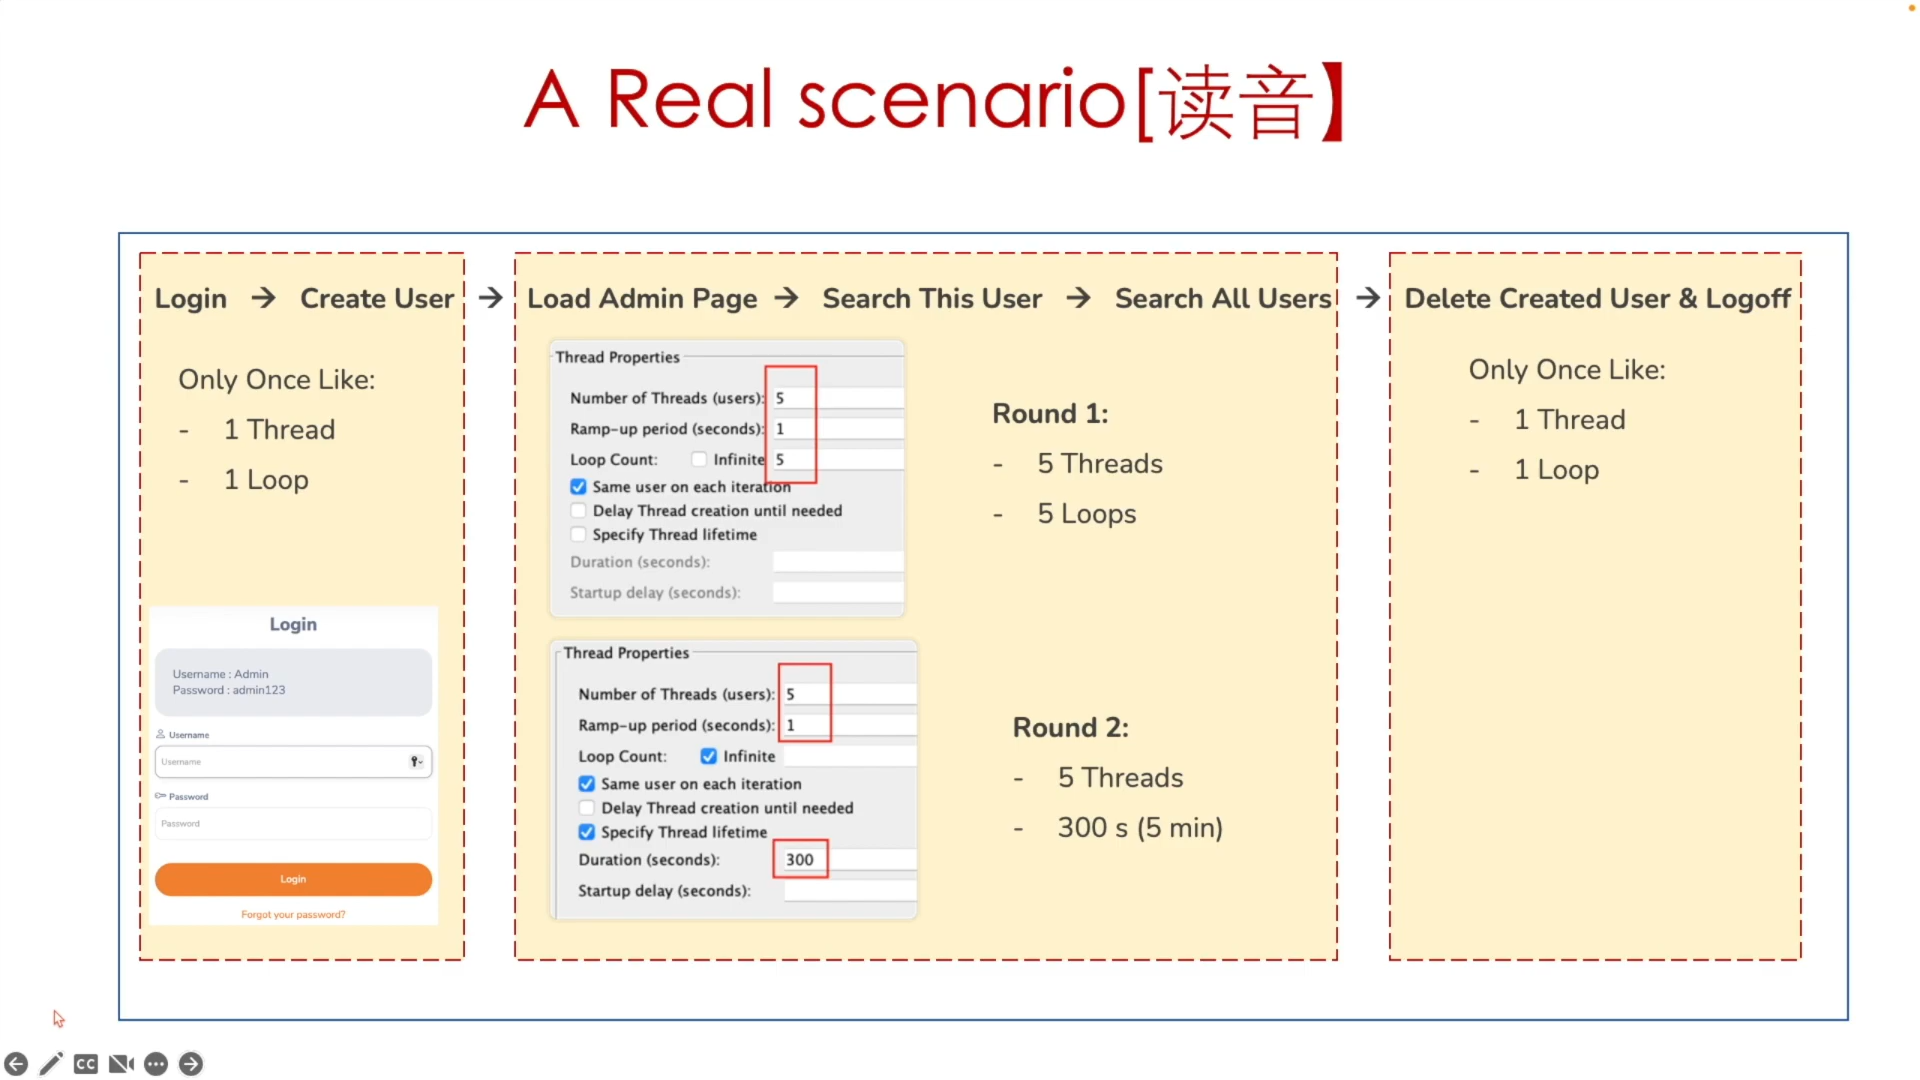 A Real scenario[读音】
Login → Create User → Load Admin Page → Search This User → Search All Users → Delete Created User & Logoff
Only Once Like:
- 1 Thread
- 1 Loop
Login
Username : Admin
Password : admin123
Username
Username
Password
Password
Login
Forgot your password?
Thread Properties
Number of Threads (users): 5
Ramp-up period (seconds): 1
Loop Count: Infinite 5
Same user on each iteration
Delay Thread creation until needed
Specify Thread lifetime
Duration (seconds):
Startup delay (seconds):
Round 1:
- 5 Threads
- 5 Loops
Thread Properties
Number of Threads (users): 5
Ramp-up period (seconds): 1
Loop Count: Infinite
Same user on each iteration
Delay Thread creation until needed
Specify Thread lifetime
Duration (seconds): 300
Startup delay (seconds):
Round 2:
- 5 Threads
- 300 s (5 min)
Only Once Like:
- 1 Thread
- 1 Loop
CC